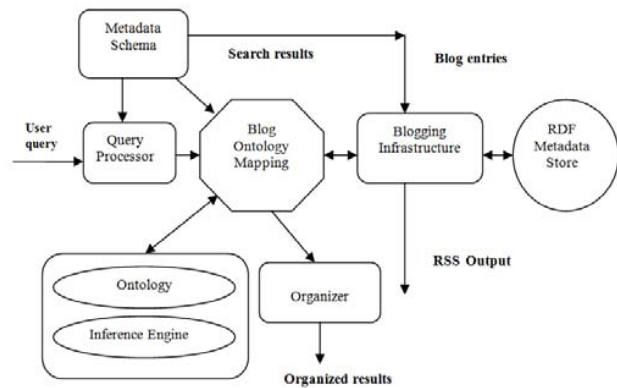 Metadata
Schema
Search results
Blog entries
User
query
Query
Processor
Blog
Ontology
Mapping
Blogging
Infrastructure
RDF
Metadata
Store
RSS Output
Ontology
Inference Engine
Organizer
Organized results